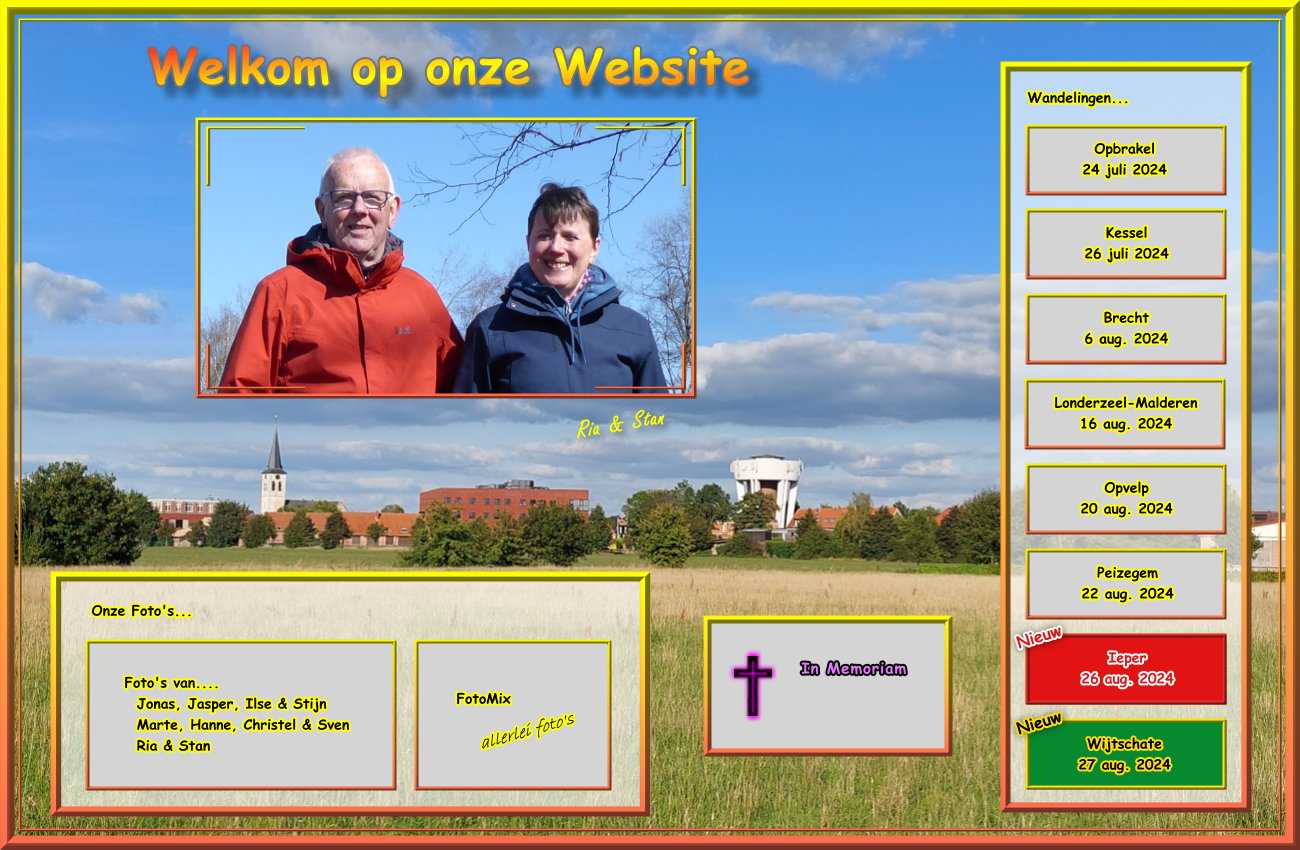 Welkom op onze Website
Ria & Stan
Wandelingen...
Opbrakel
24 juli 2024
Kessel
26 juli 2024
Brecht
6 aug. 2024
Londerzeel-Malderen
16 aug. 2024
Opvelp
20 aug. 2024
Peizegem
22 aug. 2024
Nieuw
Ieper
26 aug. 2024
Nieuw
Wijtschate
27 aug. 2024
Onze Foto's...
Foto's van....
Jonas, Jasper, Ilse & Stijn
Marte, Hanne, Christel & Sven
Ria & Stan
FotoMix
allerlei foto's
In Memoriam